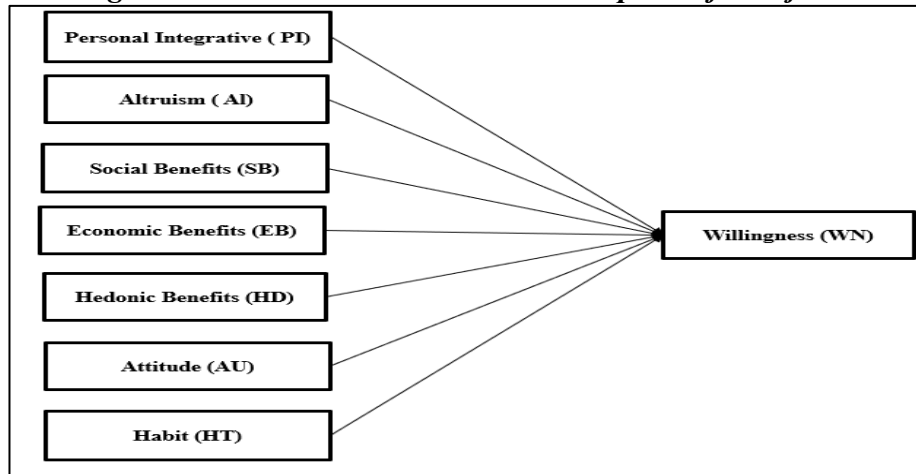 Personal Integrative ( PI)
Altruism ( Al)
Social Benefits (SB)
Economic Benefits (EB)
Hedonic Benefits (HD)
Attitude (AU)
Habit (HT)
Willingness (WN)